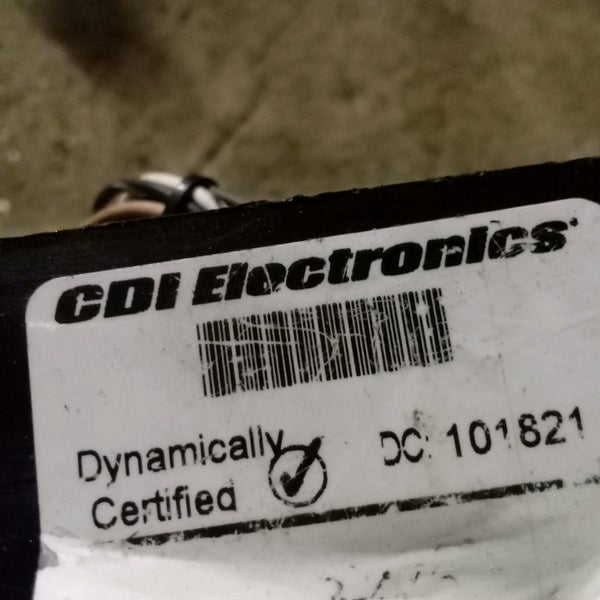 CDI Electronics
Dynamically
Certified
DC: 101821